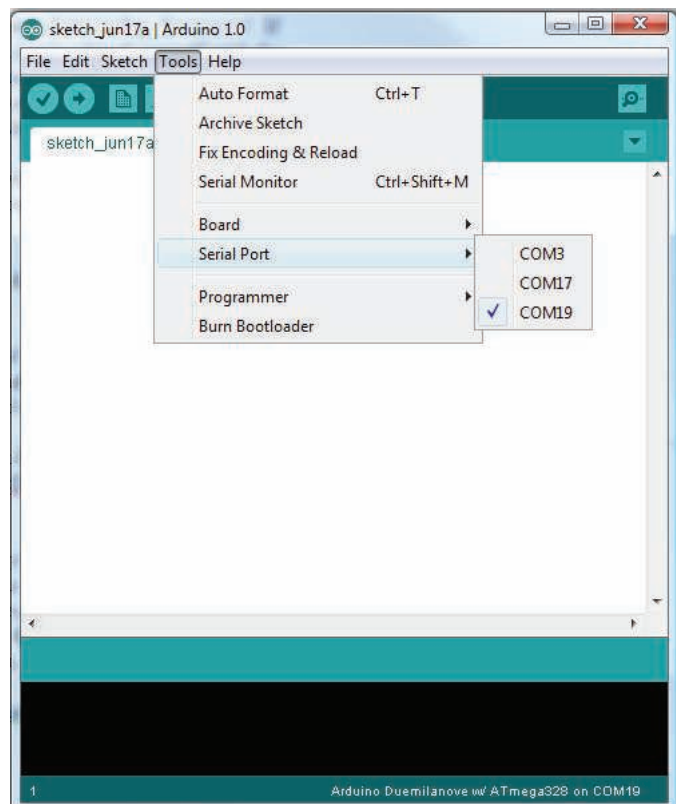 sketch_jun17a | Arduino 1.0
File Edit Sketch Tools Help
sketch_jun17a
Auto Format Ctrl+T
Archive Sketch
Fix Encoding & Reload
Serial Monitor Ctrl+Shift+M
Board
Serial Port
Programmer
Burn Bootloader
COM3
COM17
COM19
1 Arduino Duemilanove w/ ATmega328 on COM19